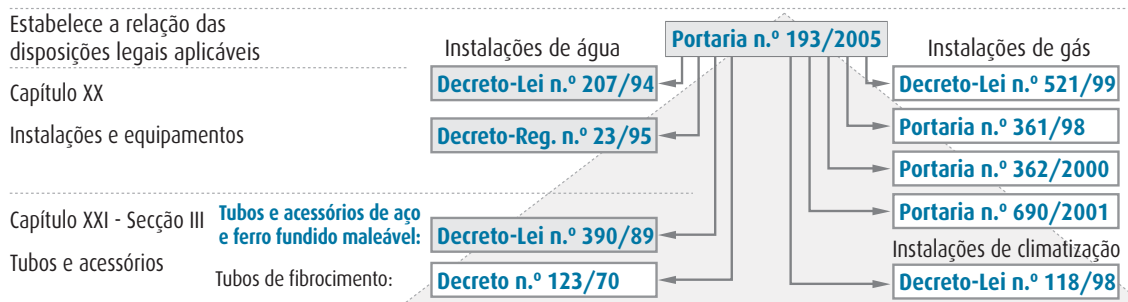 Estabelece a relação das
disposições legais aplicáveis
Instalações de água
Portaria n.º 193/2005
Instalações de gás
Capítulo XX
Decreto-Lei n.º 207/94
Decreto-Lei n.º 521/99
Instalações e equipamentos
Decreto-Reg. n.º 23/95
Portaria n.º 361/98
Portaria n.º 362/2000
Capítulo XXI - Secção III
Tubos e acessórios de aço
e ferro fundido maleável:
Decreto-Lei n.º 390/89
Portaria n.º 690/2001
Tubos e acessórios
Instalações de climatização
Tubos de fibrocimento:
Decreto n.º 123/70
Decreto-Lei n.º 118/98